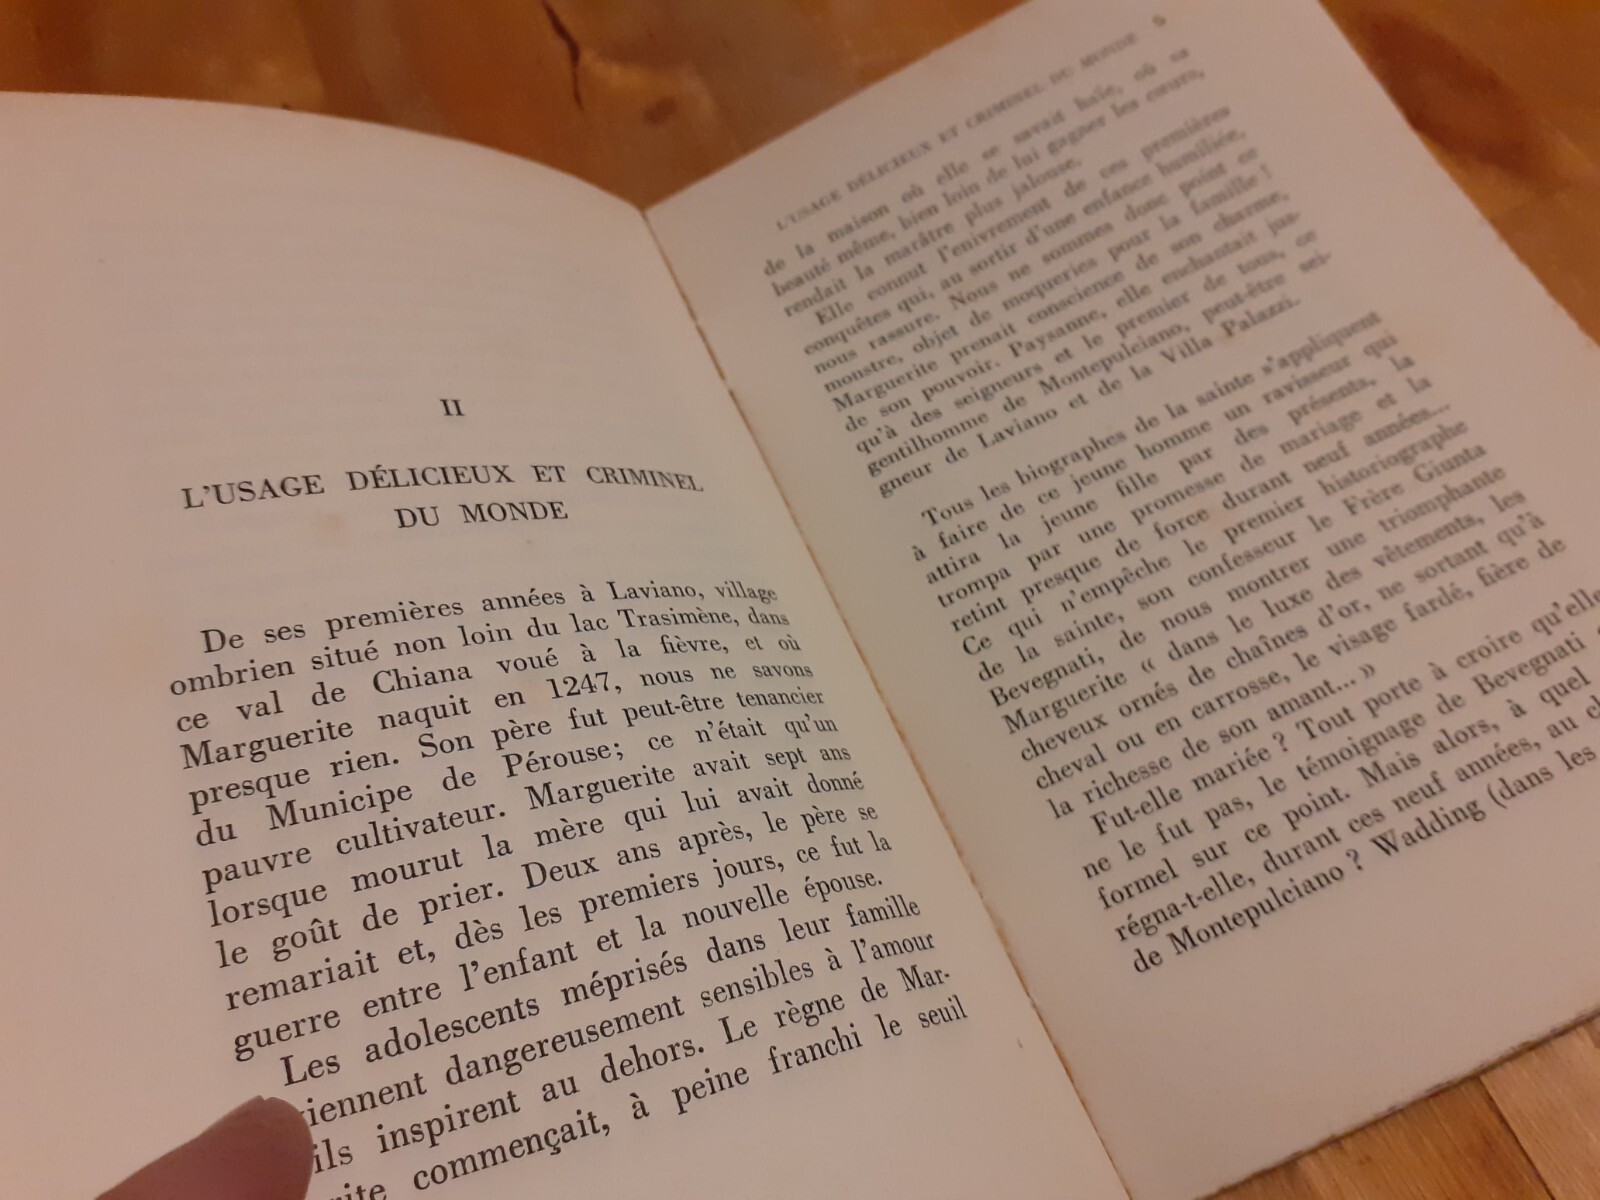 II
L'USAGE DÉLICIEUX ET CRIMINEL
DU MONDE
De ses premières années à Laviano, village
ombrien situé non loin du lac Trasimène, dans
ce val de Chiana voué à la fièvre, et où
Marguerite naquit en 1247, nous ne savons
presque rien. Son père fut peut-être tenancier
du Municipe de Pérouse; ce n'était qu'un
pauvre cultivateur. Marguerite avait sept ans
lorsque mourut la mère qui lui avait donné
le goût de prier. Deux ans après, le père se
remariait et, dès les premiers jours, ce fut la
guerre entre l'enfant et la nouvelle épouse.
Les adolescents méprisés dans leur famille
viennent dangereusement sensibles à l'amour
ils inspirent au dehors. Le règne de Mar-
rite commençait, à peine franchi le seuil
L'USAGE DÉLICIEUX ET CRIMINEL DU MONDE 9
de la maison où elle se savait haïe, où sa
beauté même, bien loin de lui gagner les cœurs,
rendait la marâtre plus jalouse.
Elle connut l'enivrement de ces premières
conquêtes qui, au sortir d'une enfance humiliée,
nous rassure. Nous ne sommes donc point ce
monstre, objet de moqueries pour la famille !
Marguerite prenait conscience de son charme,
de son pouvoir. Paysanne, elle enchantait jus-
qu'à des seigneurs et le premier de tous, ce
gentilhomme de Montepulciano, peut-être sei-
gneur de Laviano et de la Villa Palazzi.
Tous les biographes de la sainte s'appliquent
à faire de ce jeune homme un ravisseur qui
attira la jeune fille par des présents, la
trompa par une promesse de mariage et la
retint presque de force durant neuf années...
Ce qui n'empêche le premier historiographe
de la sainte, son confesseur le Frère Giunta
Bevegnati, de nous montrer une triomphante
Marguerite « dans le luxe des vêtements, les
cheveux ornés de chaînes d'or, ne sortant qu'à
cheval ou en carrosse, le visage fardé, fière de
la richesse de son amant... »
Fut-elle mariée ? Tout porte à croire qu'elle
ne le fut pas, le témoignage de Bevegnati
formel sur ce point. Mais alors, à quel
régna-t-elle, durant ces neuf années, au
de Montepulciano ? Wadding (dans les